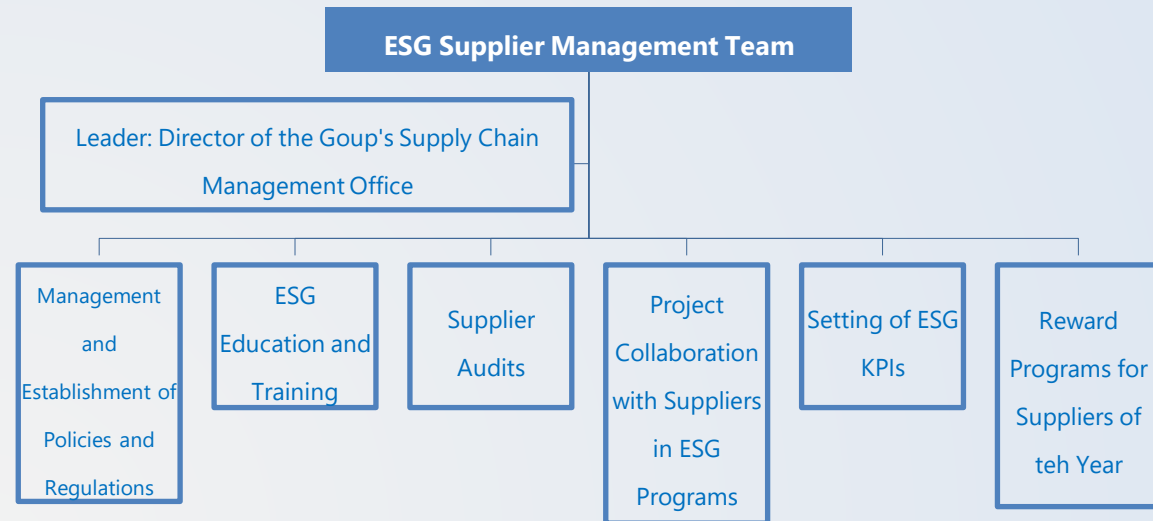 ESG Supplier Management Team
Leader: Director of the Goup's Supply Chain
Management Office
Management
and
Establishment of
Policies and
Regulations
ESG
Education and
Training
Supplier
Audits
Project
Collaboration
with Suppliers
in ESG
Programs
Setting of ESG
KPIs
Reward
Programs for
Suppliers of
teh Year